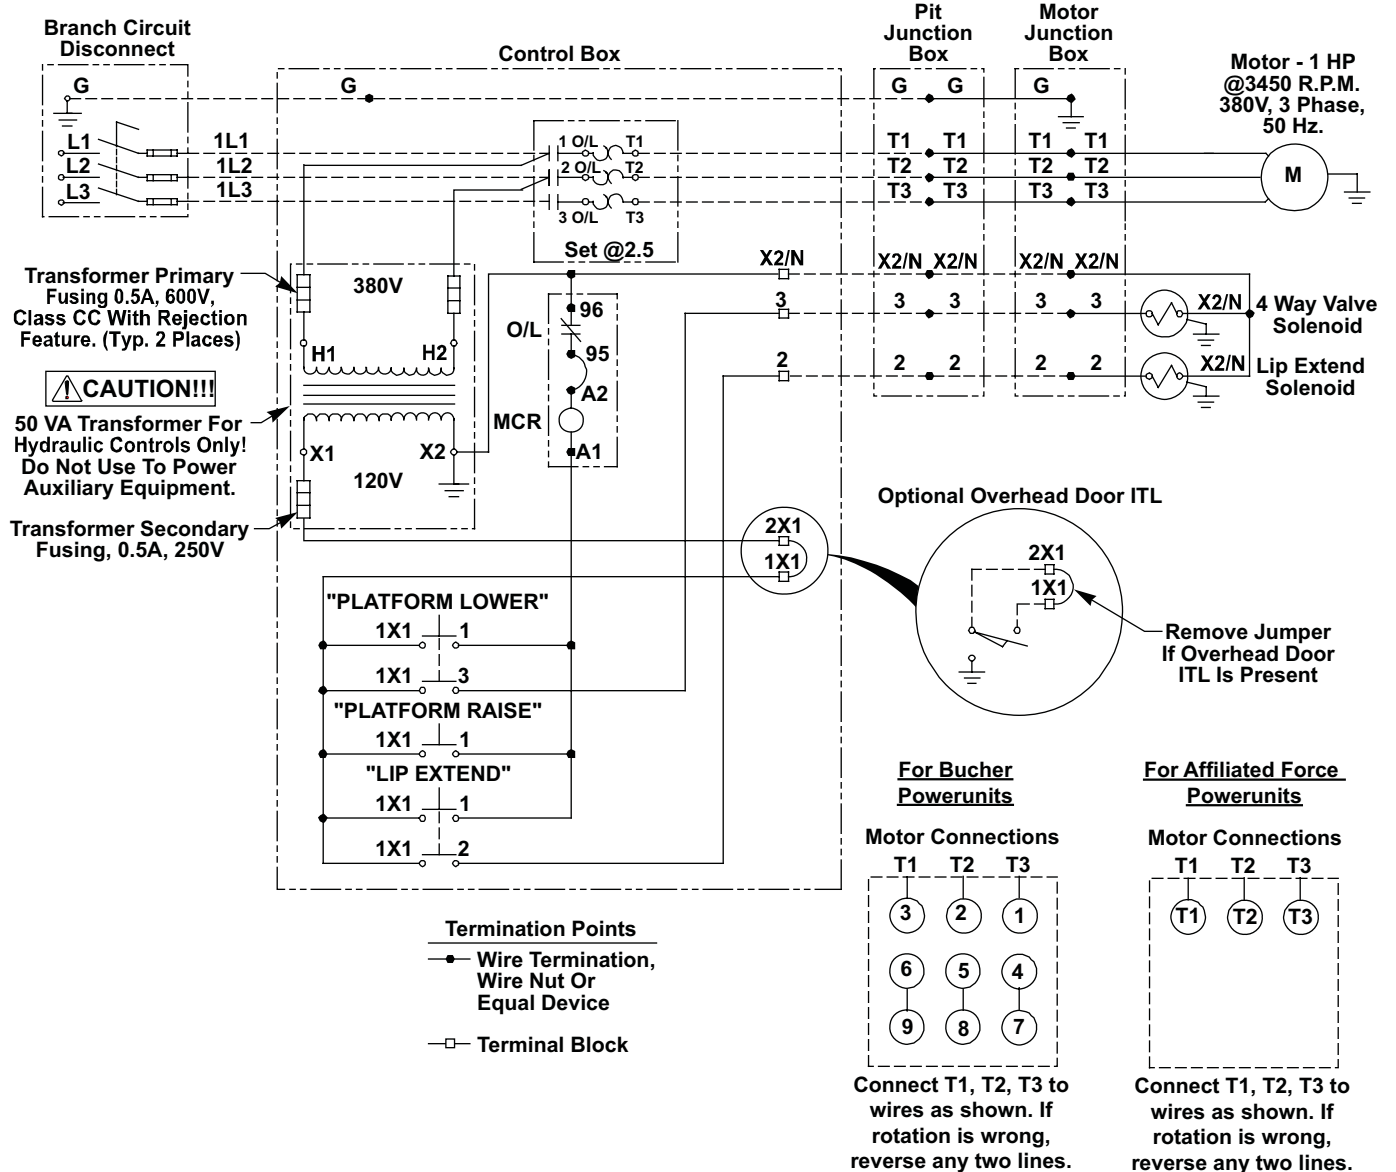 Branch Circuit
Disconnect
Control Box
Pit
Junction
Box
Motor
Junction
Box
Motor - 1 HP
@3450 R.P.M.
380V, 3 Phase,
50 Hz.
G
G
G G
G
L1
1L1
1 O/L T1
T1 T1
T1 T1
L2
1L2
2 O/L T2
T2 T2
T2 T2
M
L3
1L3
3 O/L T3
T3 T3
T3 T3
Set @2.5
Transformer Primary
Fusing 0.5A, 600V,
Class CC With Rejection
Feature. (Typ. 2 Places)
380V
H1
H2
X2/N
X2/N X2/N
X2/N X2/N
3
3 3
3 3
X2/N
4 Way Valve
Solenoid
2
2 2
2 2
X2/N
Lip Extend
Solenoid
O/L
96
95
A2
MCR
A1
CAUTION!!!
50 VA Transformer For
Hydraulic Controls Only!
Do Not Use To Power
Auxiliary Equipment.
X1
X2
120V
Transformer Secondary
Fusing, 0.5A, 250V
2X1
1X1
Optional Overhead Door ITL
2X1
1X1
Remove Jumper
If Overhead Door
ITL Is Present
"PLATFORM LOWER"
1X1 1
1X1 3
"PLATFORM RAISE"
1X1 1
"LIP EXTEND"
1X1 1
1X1 2
Termination Points
Wire Termination,
Wire Nut Or
Equal Device
Terminal Block
For Bucher
Powerunits
Motor Connections
T1 T2 T3
3 2 1
6 5 4
9 8 7
Connect T1, T2, T3 to
wires as shown. If
rotation is wrong,
reverse any two lines.
For Affiliated Force
Powerunits
Motor Connections
T1 T2 T3
T1 T2 T3
Connect T1, T2, T3 to
wires as shown. If
rotation is wrong,
reverse any two lines.